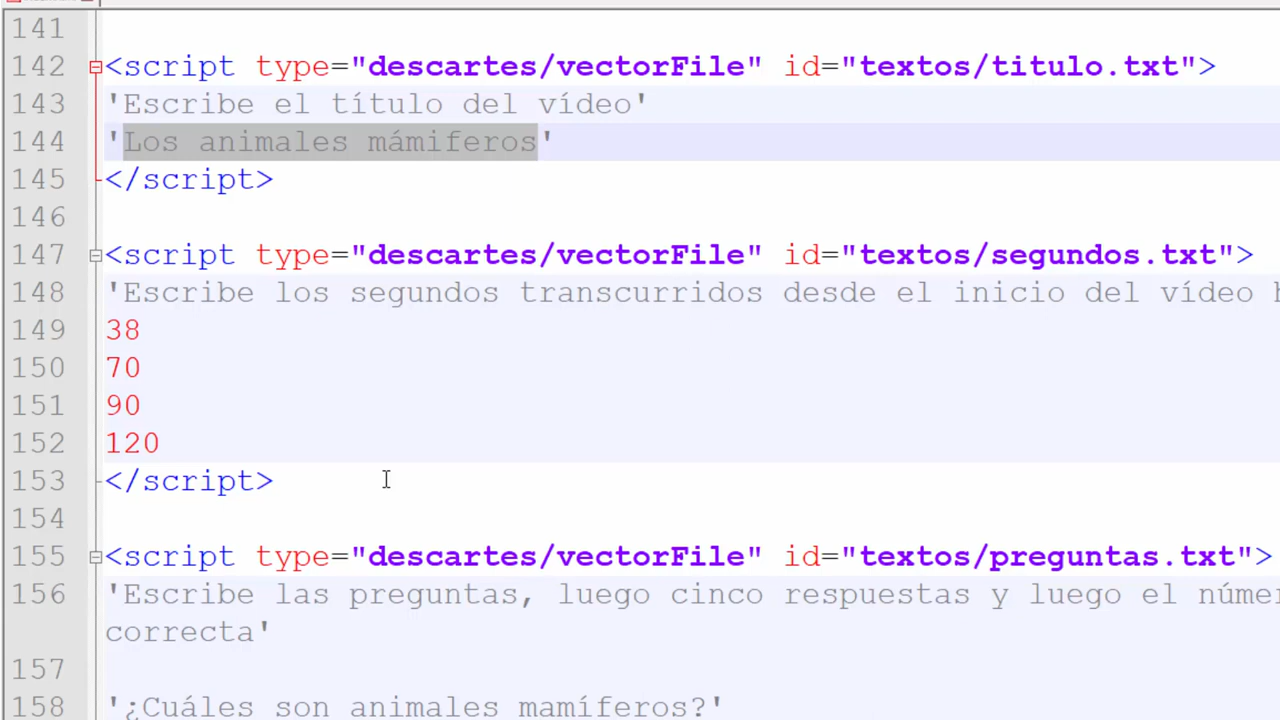 141
142 <script type="descartes/vectorFile" id="textos/titulo.txt">
143 'Escribe el título del vídeo'
144 'Los animales mámiferos'
145 </script>
146
147 <script type="descartes/vectorFile" id="textos/segundos.txt">
148 'Escribe los segundos transcurridos desde el inicio del vídeo
149 38
150 70
151 90
152 120
153 </script>
154
155 <script type="descartes/vectorFile" id="textos/preguntas.txt">
156 'Escribe las preguntas, luego cinco respuestas y luego el
correcta'
157
158 '¿Cuáles son animales mamíferos?'